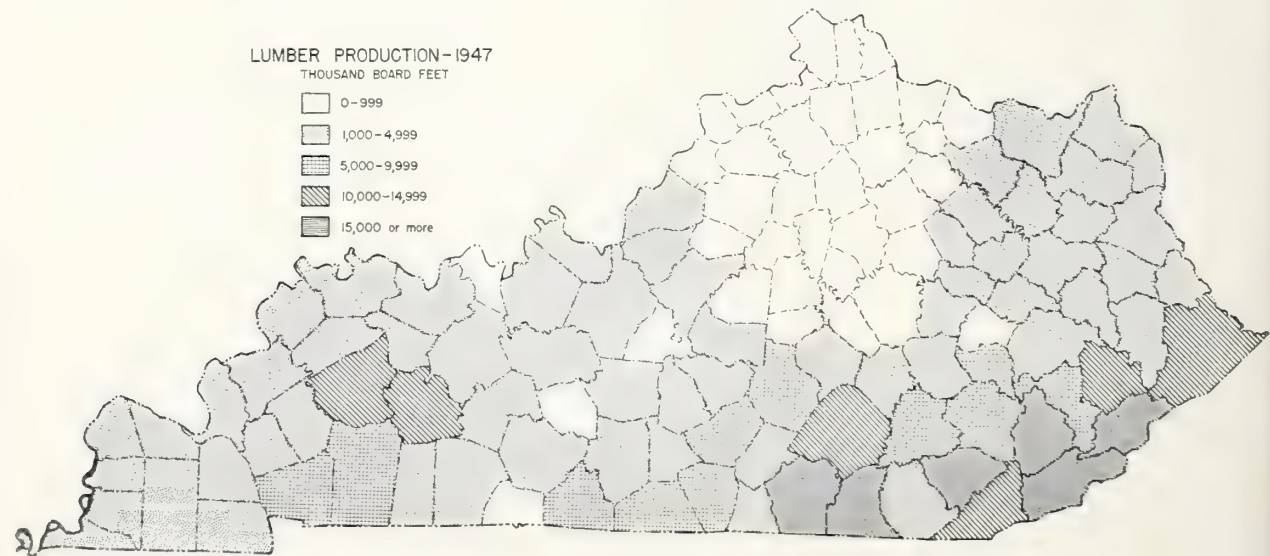 LUMBER PRODUCTION-1947
THOUSAND BOARD FEET
0-999
1,000-4,999
5,000-9,999
10,000-14,999
15,000 or more